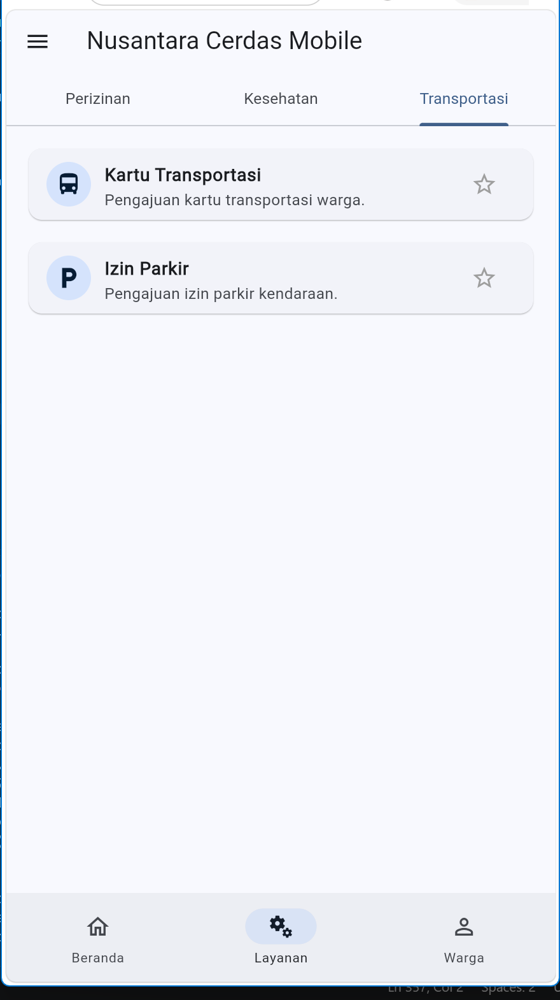 Nusantara Cerdas Mobile
Perizinan Kesehatan Transportasi
Kartu Transportasi
Pengajuan kartu transportasi warga.
P
Izin Parkir
Pengajuan izin parkir kendaraan.
Beranda Layanan Warga
Ln 357, Col 2 Spaces: 2